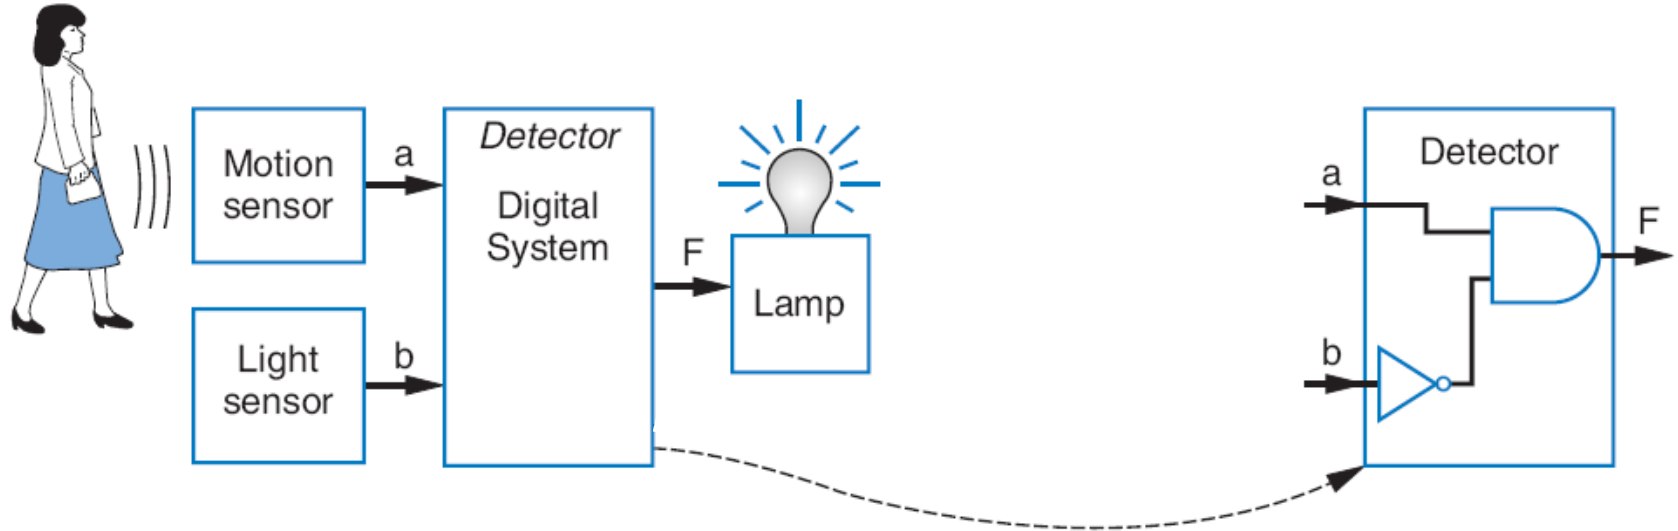 Motion
sensor
a
Detector
Digital
System
F
Lamp
Light
sensor
b
Detector
a
b
F